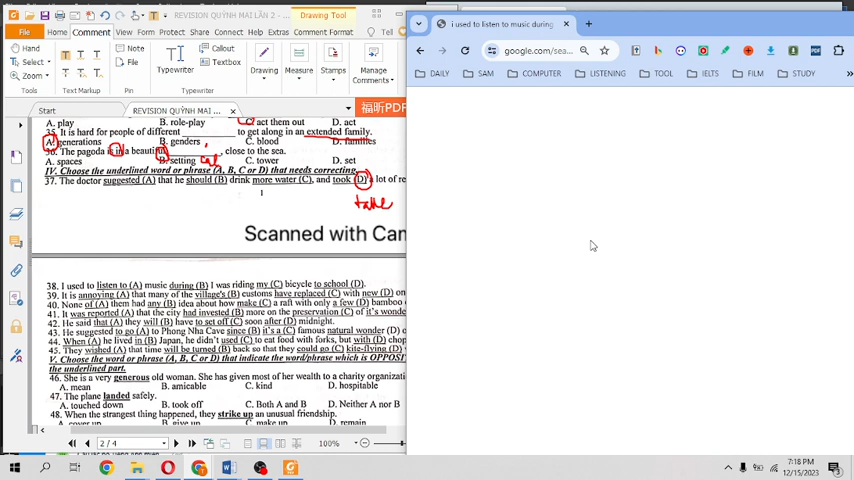 REVISION QUỲNH MAI LẦN 2 - Drawing Tool
File Home Comment View Form Protect Share Connect Help Extras Format
Hand
Select
Zoom
Note
File
Typewriter
Callout
Textbox
Drawing
Measure
Stamps
Manage Comments
Start REVISION QUỲNH MAI L...
A. play B. role-play C. act them out D. act
35. It is hard for people of different __________ to get along in an extended family.
A. generations B. genders C. blood D. families
36. The pagoda is in a beautiful __________, close to the sea.
A. spaces B. setting C. tower D. set
IV. Choose the underlined word or phrase (A, B, C or D) that needs correcting.
37. The doctor suggested (A) that he should (B) drink more water (C), and took (D) a lot of re
take
Scanned with Can
38. I used to listen to (A) music during (B) I was riding my (C) bicycle to school (D).
39. It is annoying (A) that many of the village's (B) customs have replaced (C) with new (D) on
40. None of (A) them had any (B) idea about how make (C) a raft with only a few (D) bamboo
41. It was reported (A) that the city had invested (B) more on the preservation (C) of it's wonde
42. He said that (A) they will (B) have to set off (C) soon after (D) midnight.
43. He suggested to go (A) to Phong Nha Cave since (B) it's a (C) famous natural wonder (D) o
44. When (A) he lived in (B) Japan, he didn't used (C) to eat food with forks, but with (D) chop
45. They wished (A) that time will be turned (B) back so that they could go (C) kite-flying (D)
V. Choose the word or phrase (A, B, C or D) that indicate the word/phrase which is OPPOSIT
the underlined part.
46. She is a very generous old woman. She has given most of her wealth to a charity organizatio
A. mean B. amicable C. kind D. hospitable
47. The plane landed safely.
A. touched down B. took off C. Both A and B D. Neither A nor B
48. When the strangest thing happened, they strike up an unusual friendship.
A. cover up B. give up C. make up D. remain
2 / 4 100%
i used to listen to music during
google.com/sea...
DAILY SAM COMPUTER LISTENING TOOL IELTS FILM STUDY
7:18 PM
12/15/2023